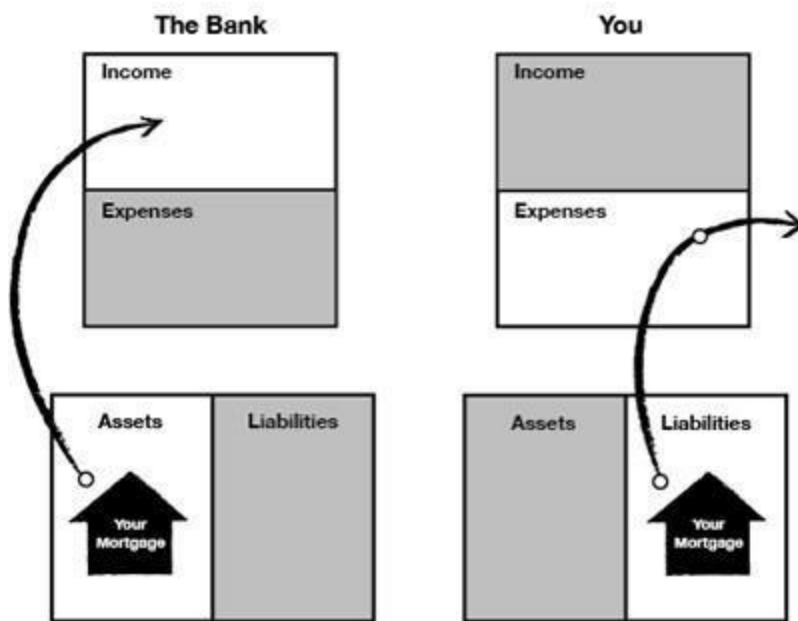 The Bank
Income
Expenses
Assets
Liabilities
Your
Mortgage
You
Income
Expenses
Assets
Liabilities
Your
Mortgage